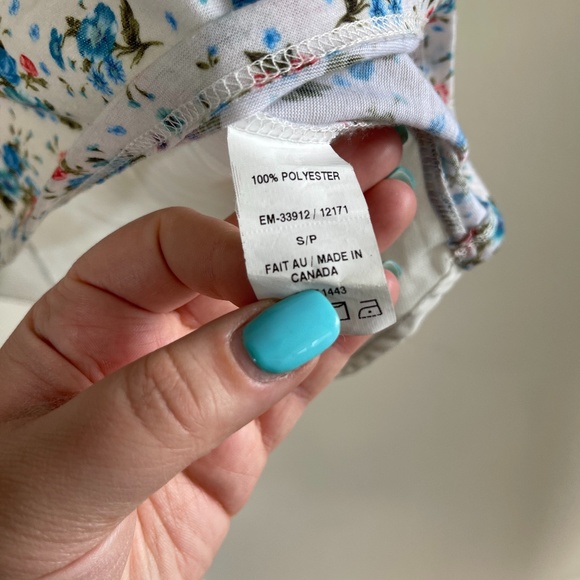 100% POLYESTER
EM-33912 / 12171
S/P
FAIT AU / MADE IN
CANADA